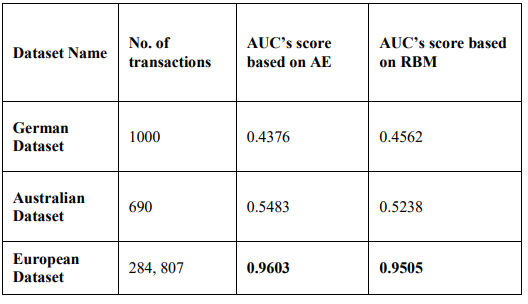 Dataset Name
No. of
transactions
AUC's score
based on AE
AUC's score based
on RBM
German
Dataset
1000
0.4376
0.4562
Australian
Dataset
690
0.5483
0.5238
European
Dataset
284, 807
0.9603
0.9505